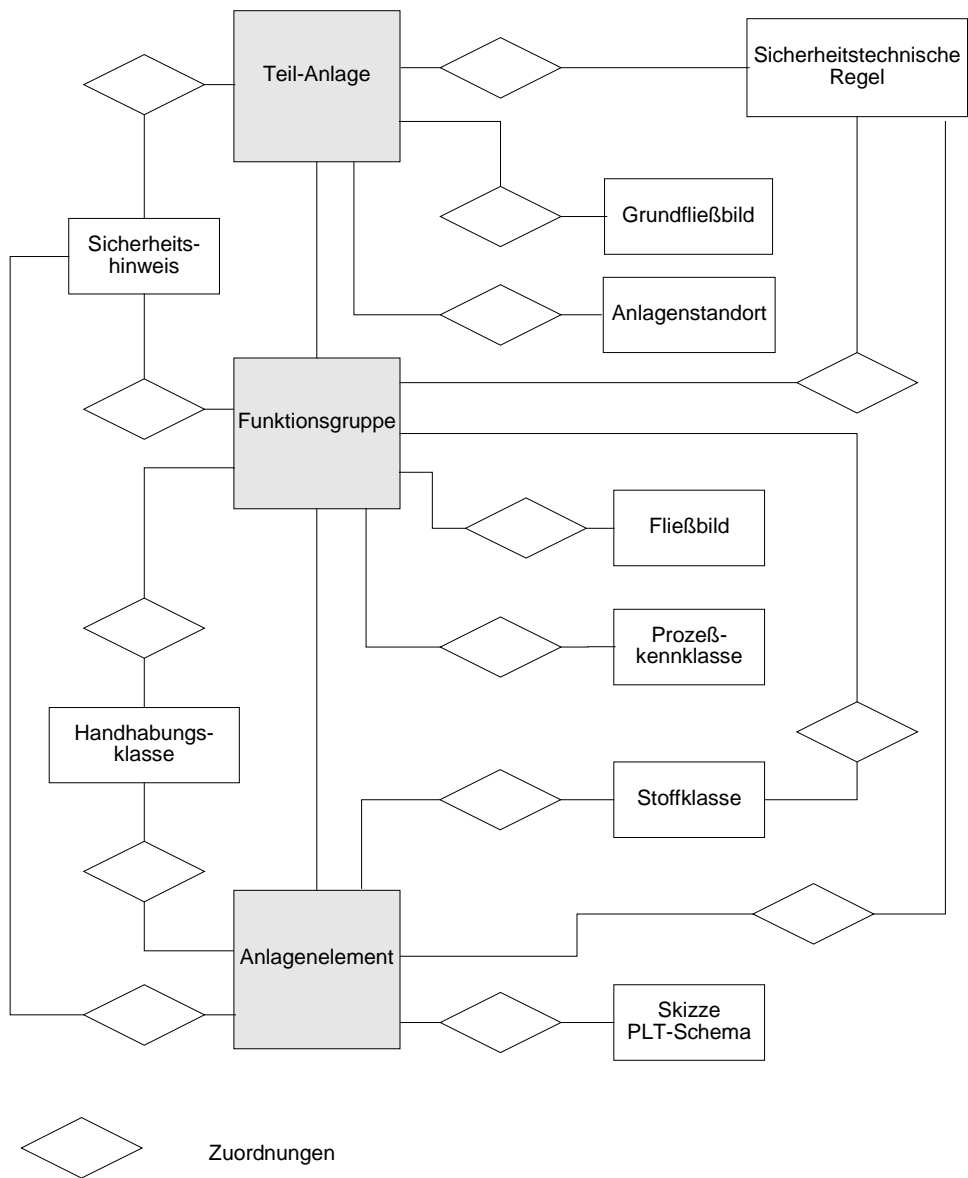 Teil-Anlage
Sicherheitstechnische
Regel
Grundfließbild
Sicherheits-
hinweis
Anlagenstandort
Funktionsgruppe
Fließbild
Prozeß-
kennklasse
Handhabungs-
klasse
Stoffklasse
Anlagenelement
Skizze
PLT-Schema
Zuordnungen